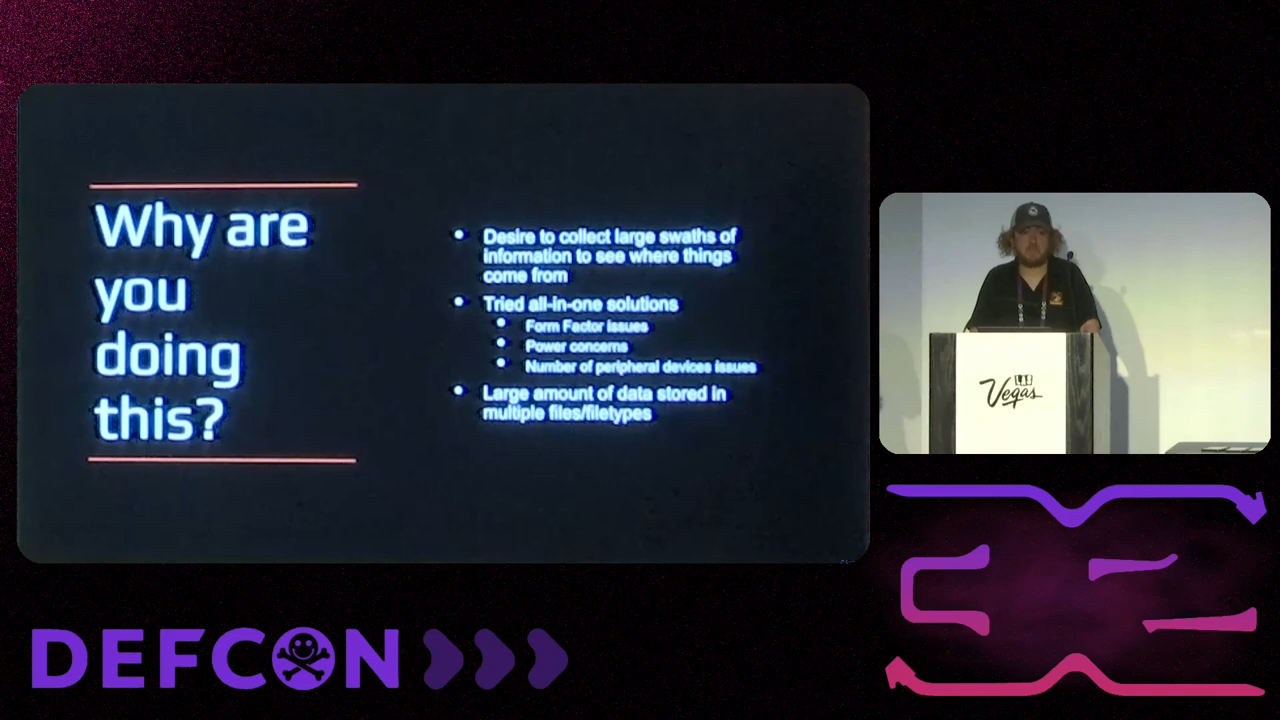 Why are
you
doing
this?
Desire to collect large swaths of
information to see where things
come from
Tried all-in-one solutions
Form Factor issues
Power concerns
Number of peripheral devices issues
Large amount of data stored in
multiple files/filetypes
LAS
Vegas
DEFCON